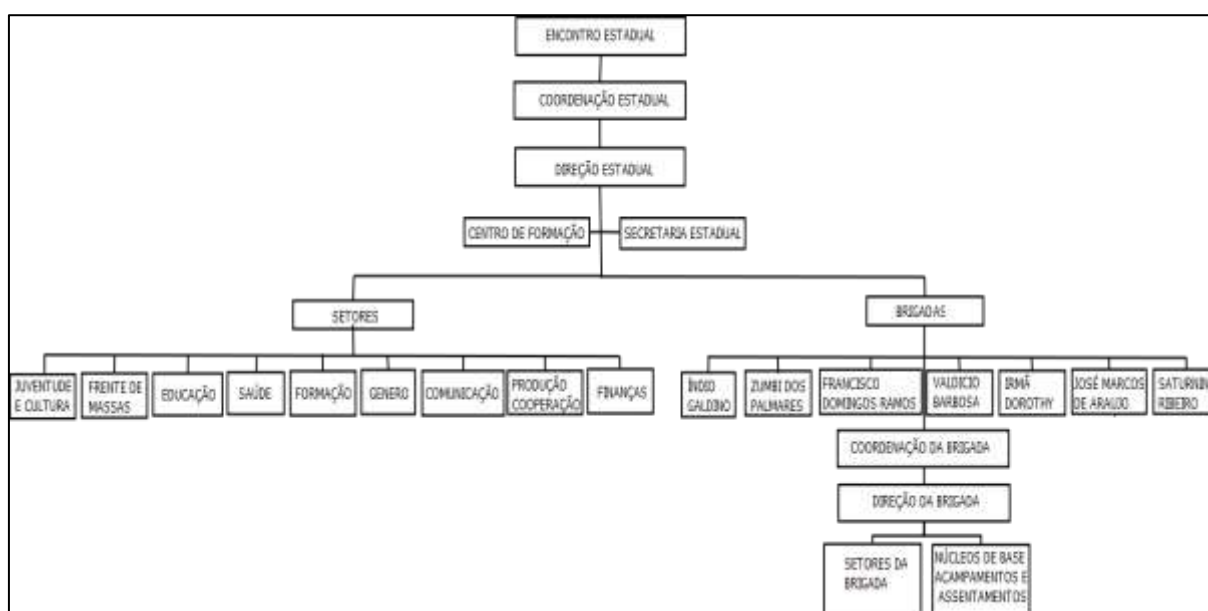 ENCONTRO ESTADUAL
COORDENAÇÃO ESTADUAL
DIREÇÃO ESTADUAL
CENTRO DE FORMAÇÃO
SECRETARIA ESTADUAL
SETORES
BRIGADAS
JUVENTUDE
E CULTURA
FRENTE DE
MASSAS
EDUCAÇÃO
SAÚDE
FORMAÇÃO
GENERO
COMUNICAÇÃO
PRODUÇÃO
COOPERAÇÃO
FINANÇAS
ÍNDIO
GALDINO
ZUMBI DOS
PALMARES
FRANCISCO
DOMINGOS RAMOS
VALDICIO
BARBOSA
IRMÃ
DOROTHY
JOSÉ MARCOS
DE ARAUJO
SATURNIN
RIBEIRO
COORDENAÇÃO DA BRIGADA
DIREÇÃO DA BRIGADA
SETORES DA
BRIGADA
NÚCLEOS DE BASE
ACAMPAMENTOS E
ASSENTAMENTOS